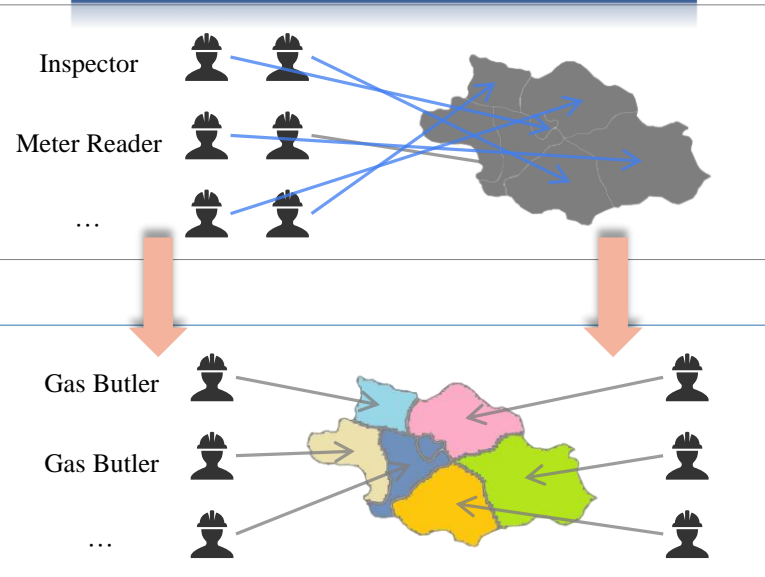 Inspector
Meter Reader
…
Gas Butler
Gas Butler
…